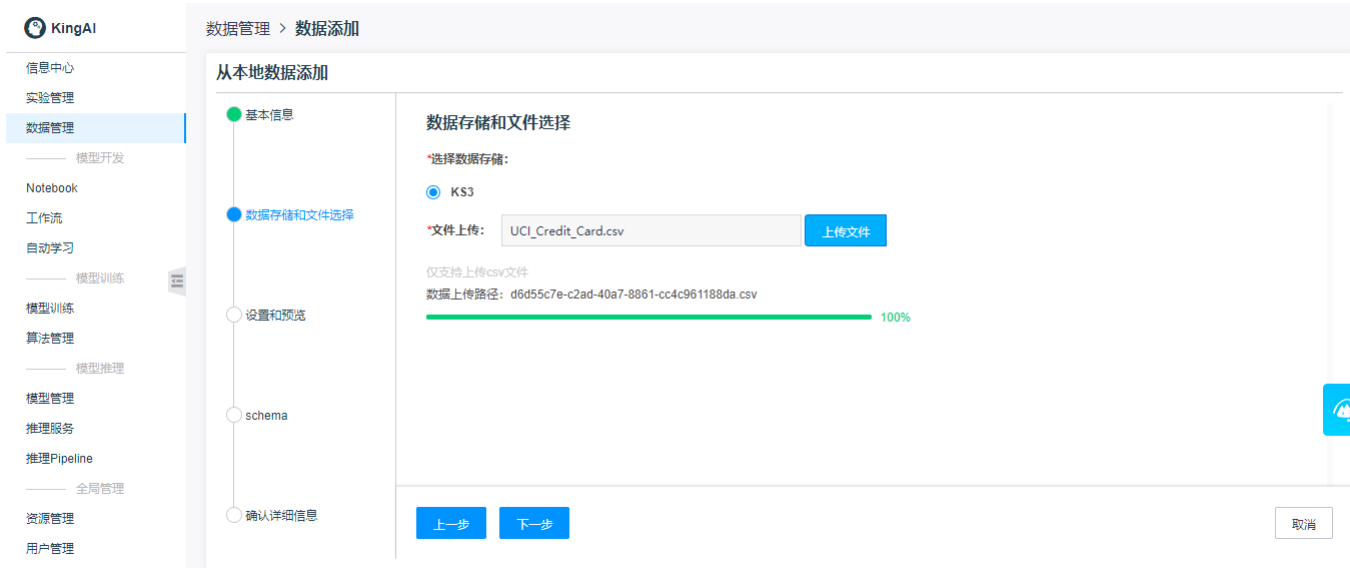 KingAI
信息中心
实验管理
数据管理
模型开发
Notebook
工作流
自动学习
模型训练
模型训练
算法管理
模型推理
模型管理
推理服务
推理Pipeline
全局管理
资源管理
用户管理
数据管理 > 数据添加
从本地数据添加
基本信息
数据存储和文件选择
设置和预览
schema
确认详细信息
数据存储和文件选择
*选择数据存储：
KS3
*文件上传： UCI_Credit_Card.csv 上传文件
仅支持上传csv文件
数据上传路径： d6d55c7e-c2ad-40a7-8861-cc4c961188da.csv
100%
上一步 下一步 取消